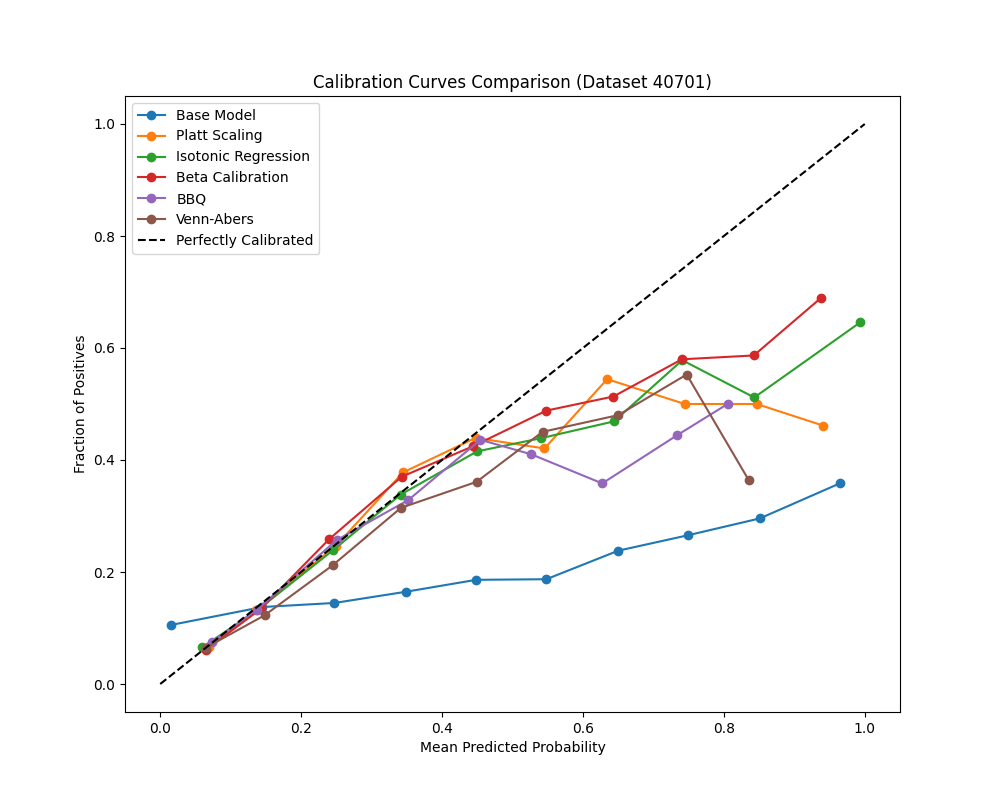 Calibration Curves Comparison (Dataset 40701)
Base Model
Platt Scaling
Isotonic Regression
Beta Calibration
BBQ
Venn-Abers
Perfectly Calibrated
Fraction of Positives
1.0
0.8
0.6
0.4
0.2
0.0
0.0 0.2 0.4 0.6 0.8 1.0
Mean Predicted Probability